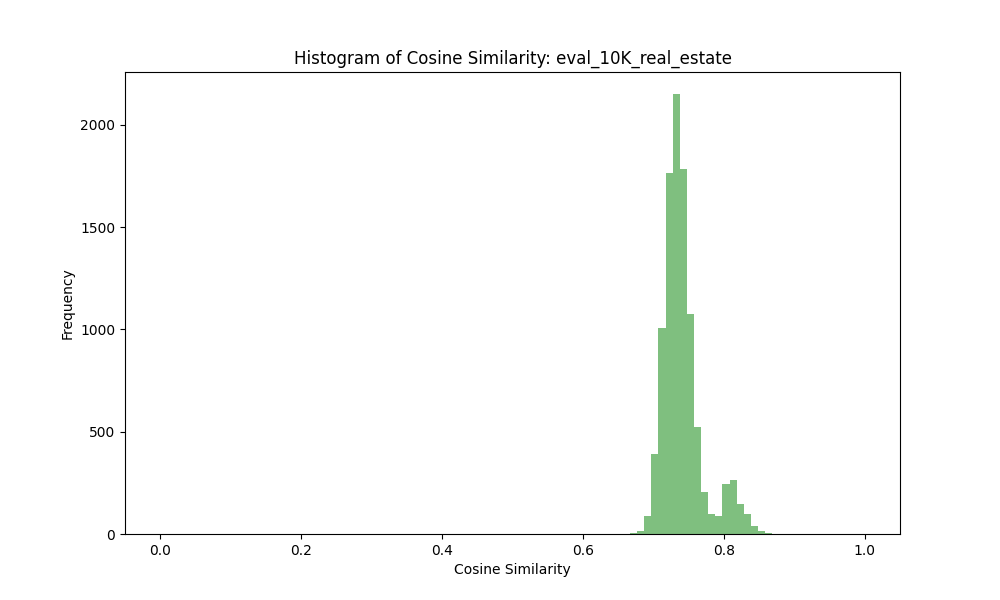 Histogram of Cosine Similarity: eval_10K_real_estate
2000
1500
1000
500
0
Frequency
0.0 0.2 0.4 0.6 0.8 1.0
Cosine Similarity